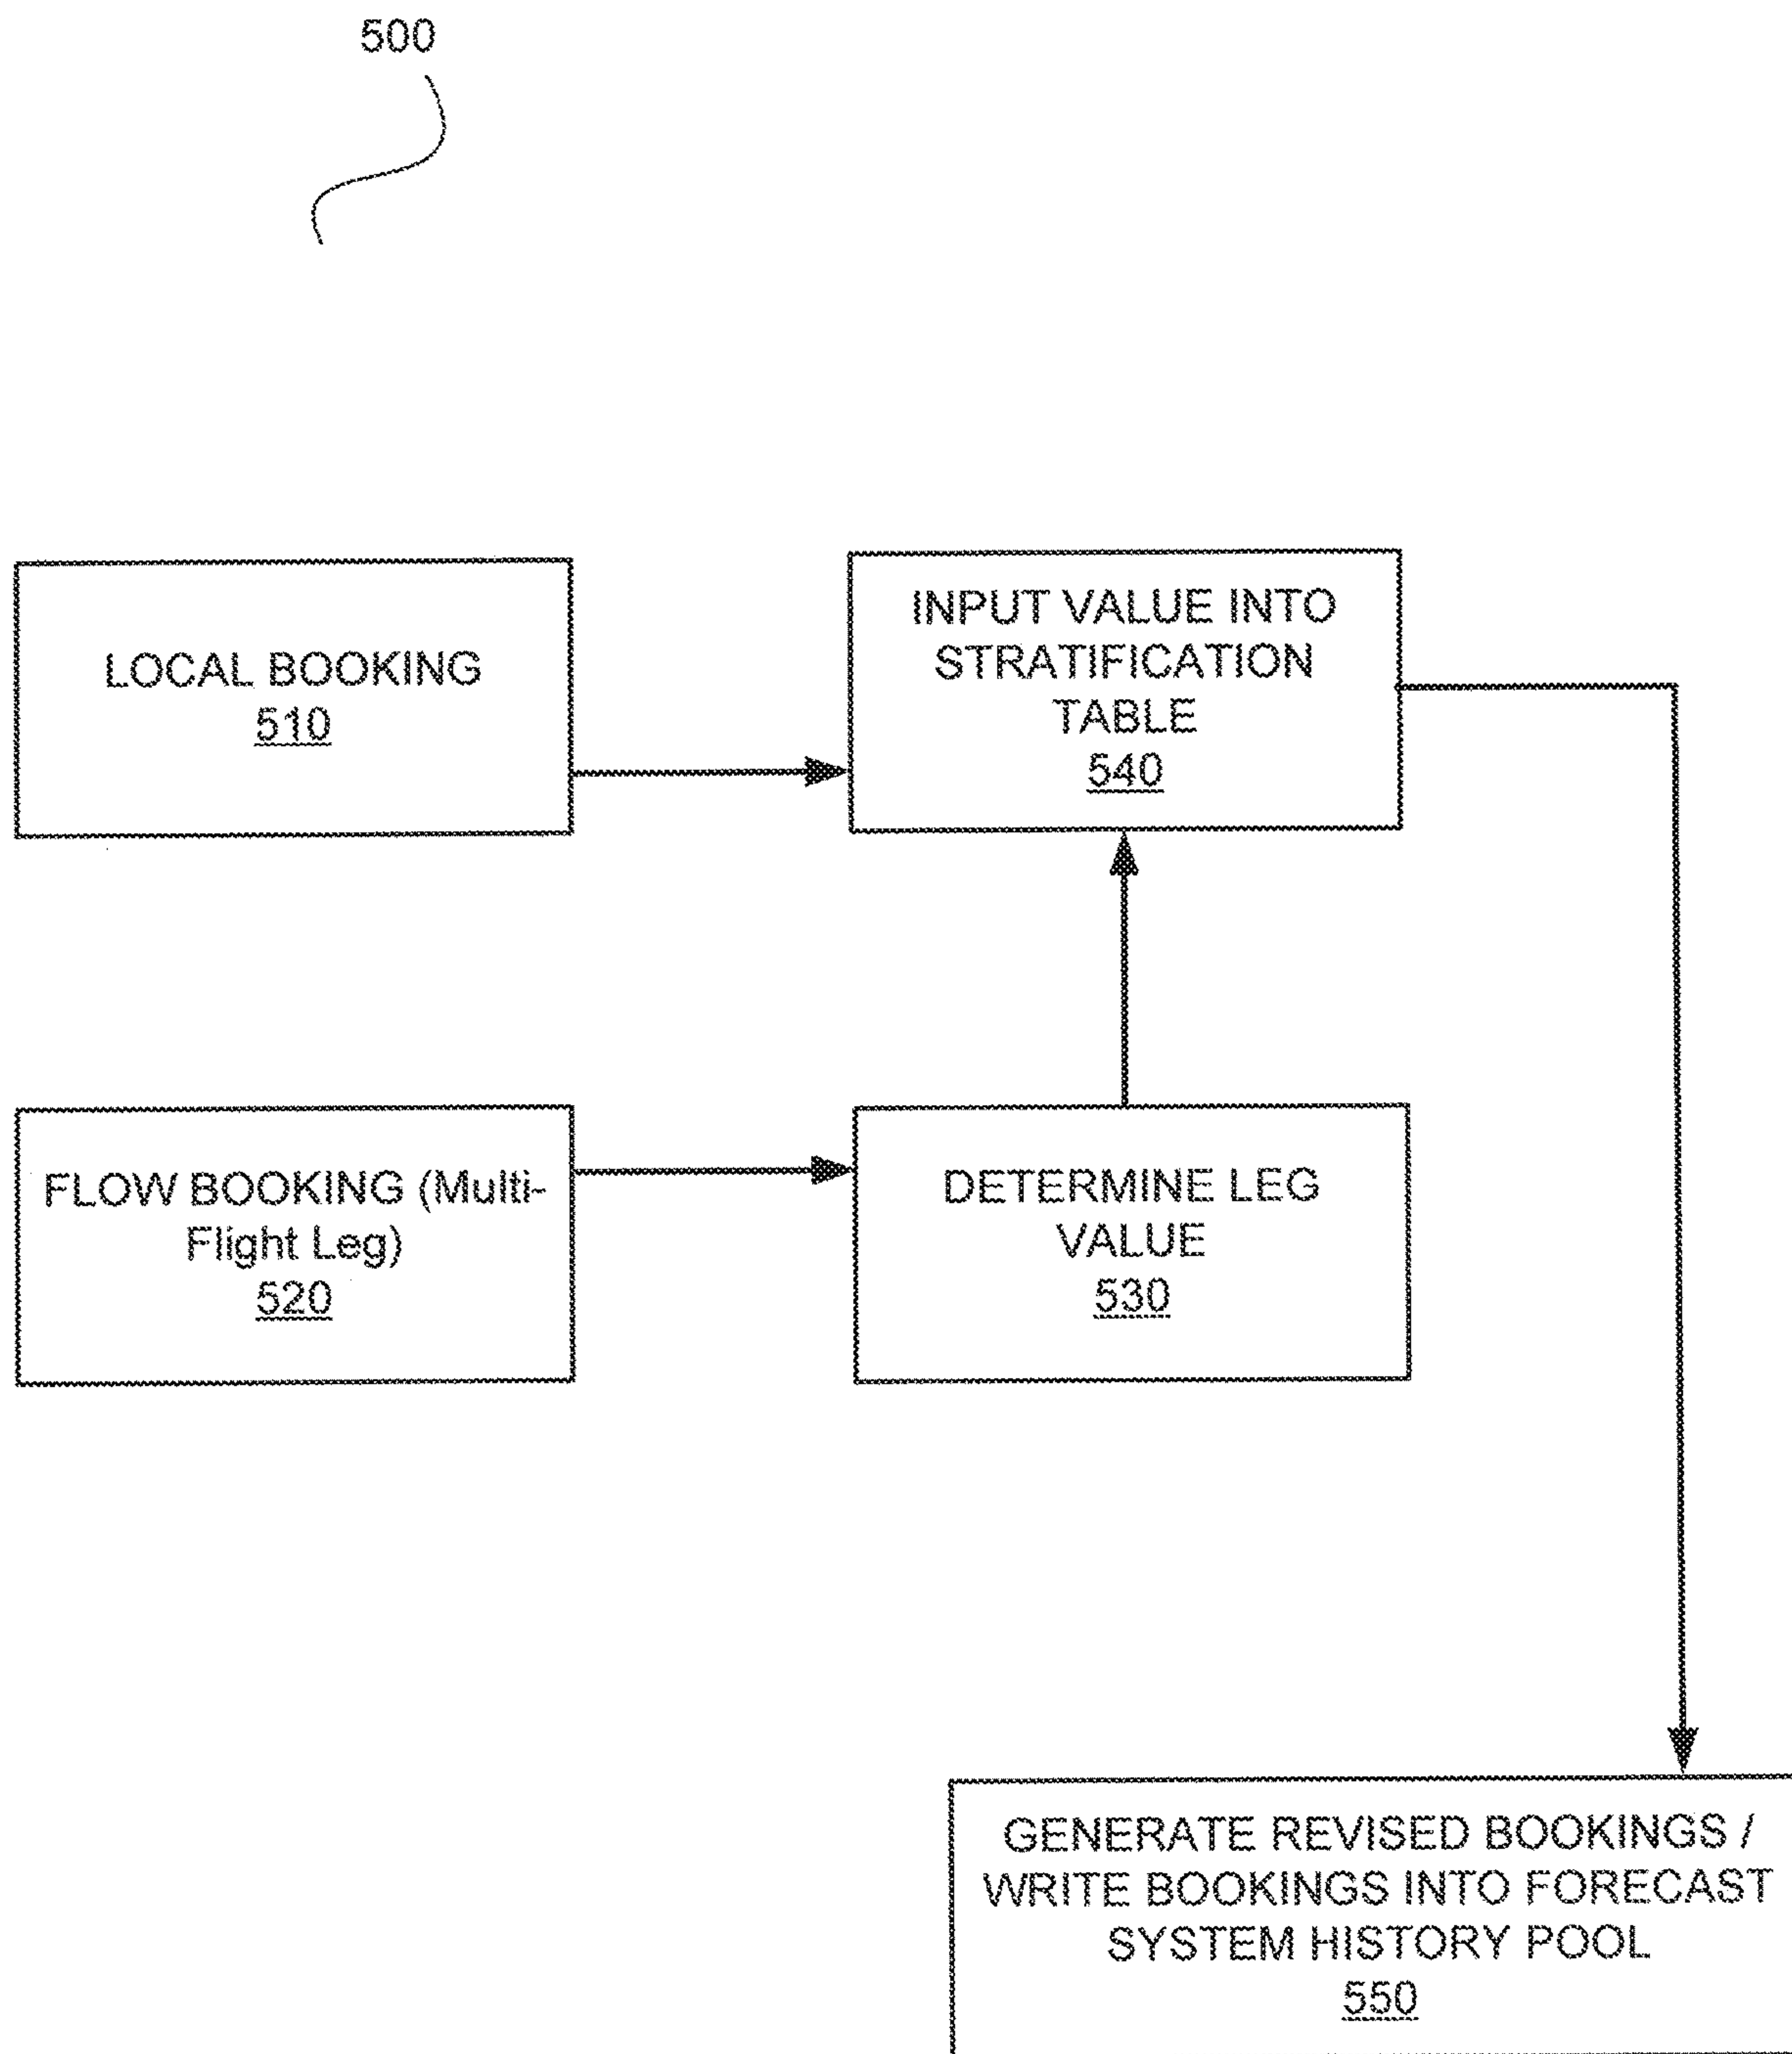 500
LOCAL BOOKING
510
INPUT VALUE INTO
STRATIFICATION
TABLE
540
FLOW BOOKING (Multi-
Flight Leg)
520
DETERMINE LEG
VALUE
530
GENERATE REVISED BOOKINGS /
WRITE BOOKINGS INTO FORECAST
SYSTEM HISTORY POOL
550